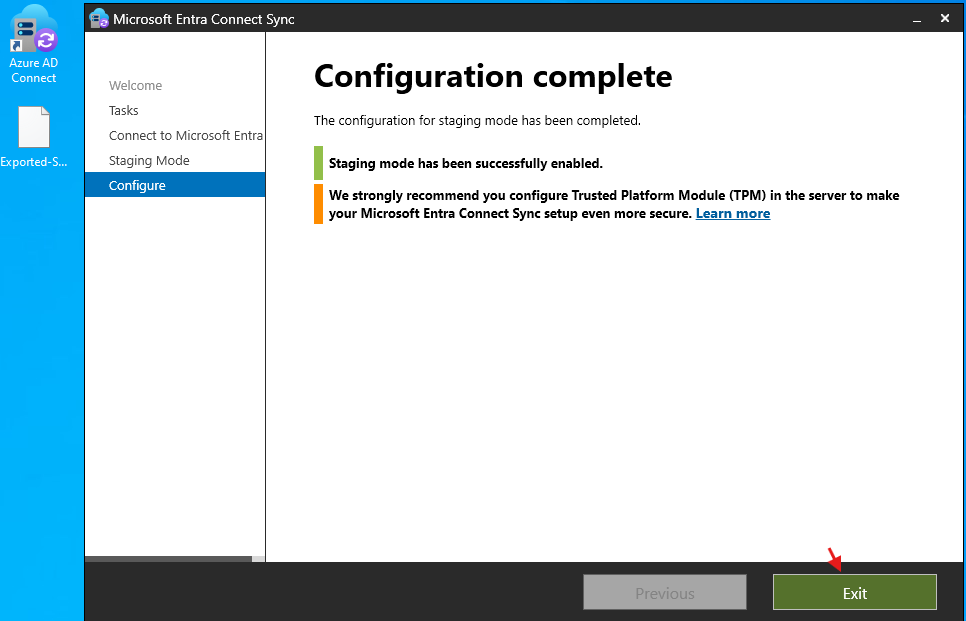 Microsoft Entra Connect Sync
Azure AD
Connect
Exported-S...
Welcome
Tasks
Connect to Microsoft Entra
Staging Mode
Configure
Configuration complete
The configuration for staging mode has been completed.
Staging mode has been successfully enabled.
We strongly recommend you configure Trusted Platform Module (TPM) in the server to make
your Microsoft Entra Connect Sync setup even more secure. Learn more
Previous
Exit